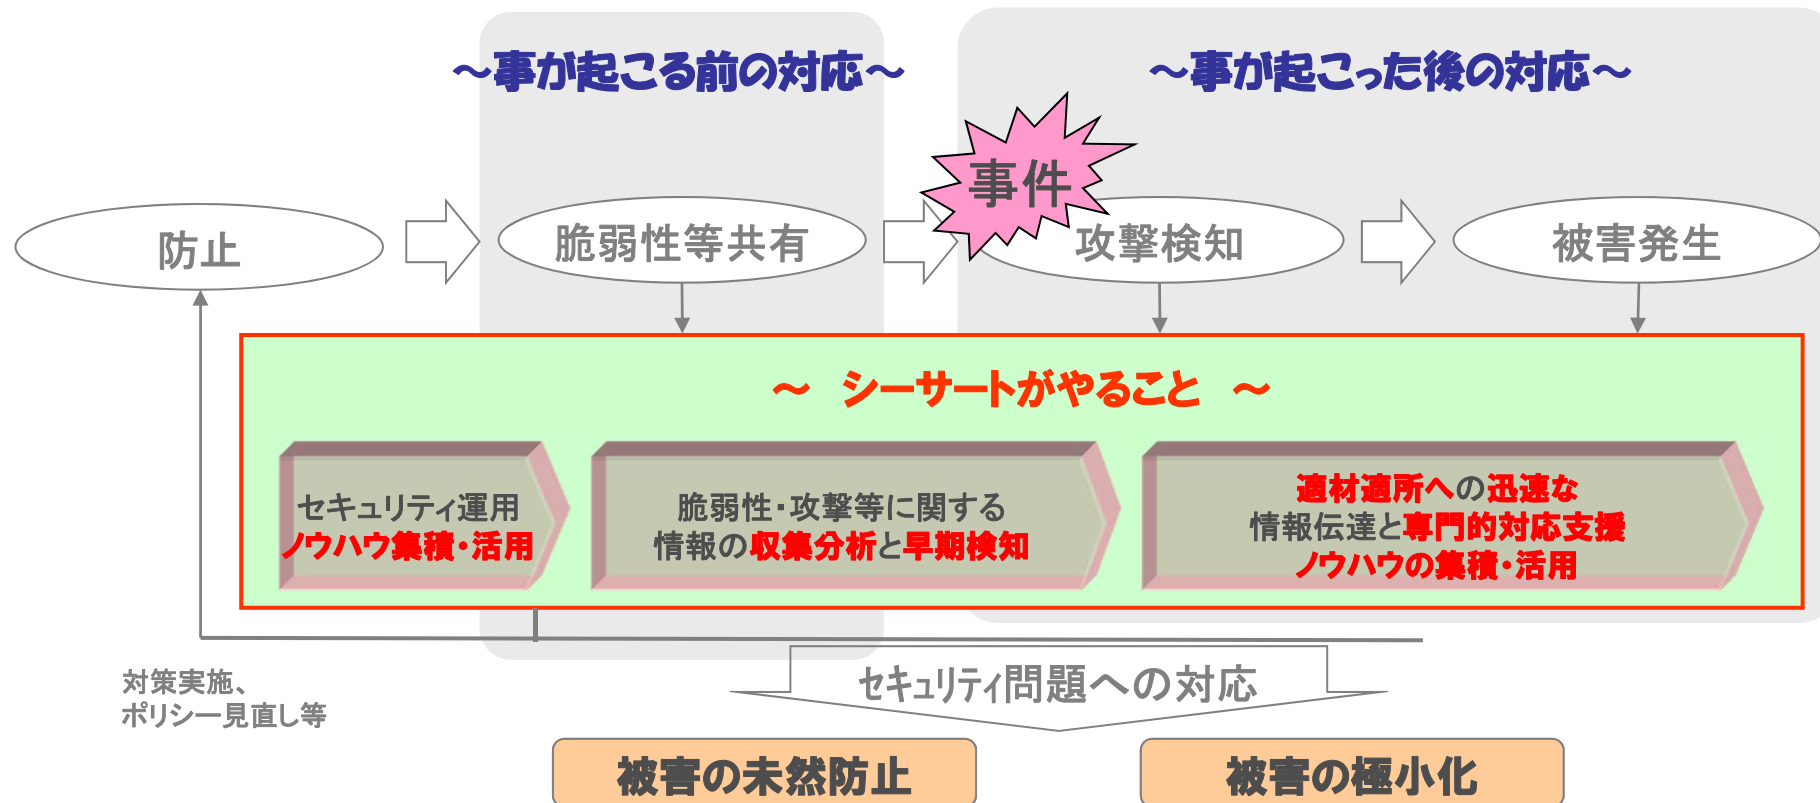 ～事が起こる前の対応～
～事が起こった後の対応～
事件
防止
脆弱性等共有
攻撃検知
被害発生
～　シーサートがやること　～
セキュリティ運用
ノウハウ集積・活用
脆弱性・攻撃等に関する
情報の収集分析と早期検知
適材適所への迅速な
情報伝達と専門的対応支援
ノウハウの集積・活用
対策実施、
ポリシー見直し等
セキュリティ問題への対応
被害の未然防止
被害の極小化